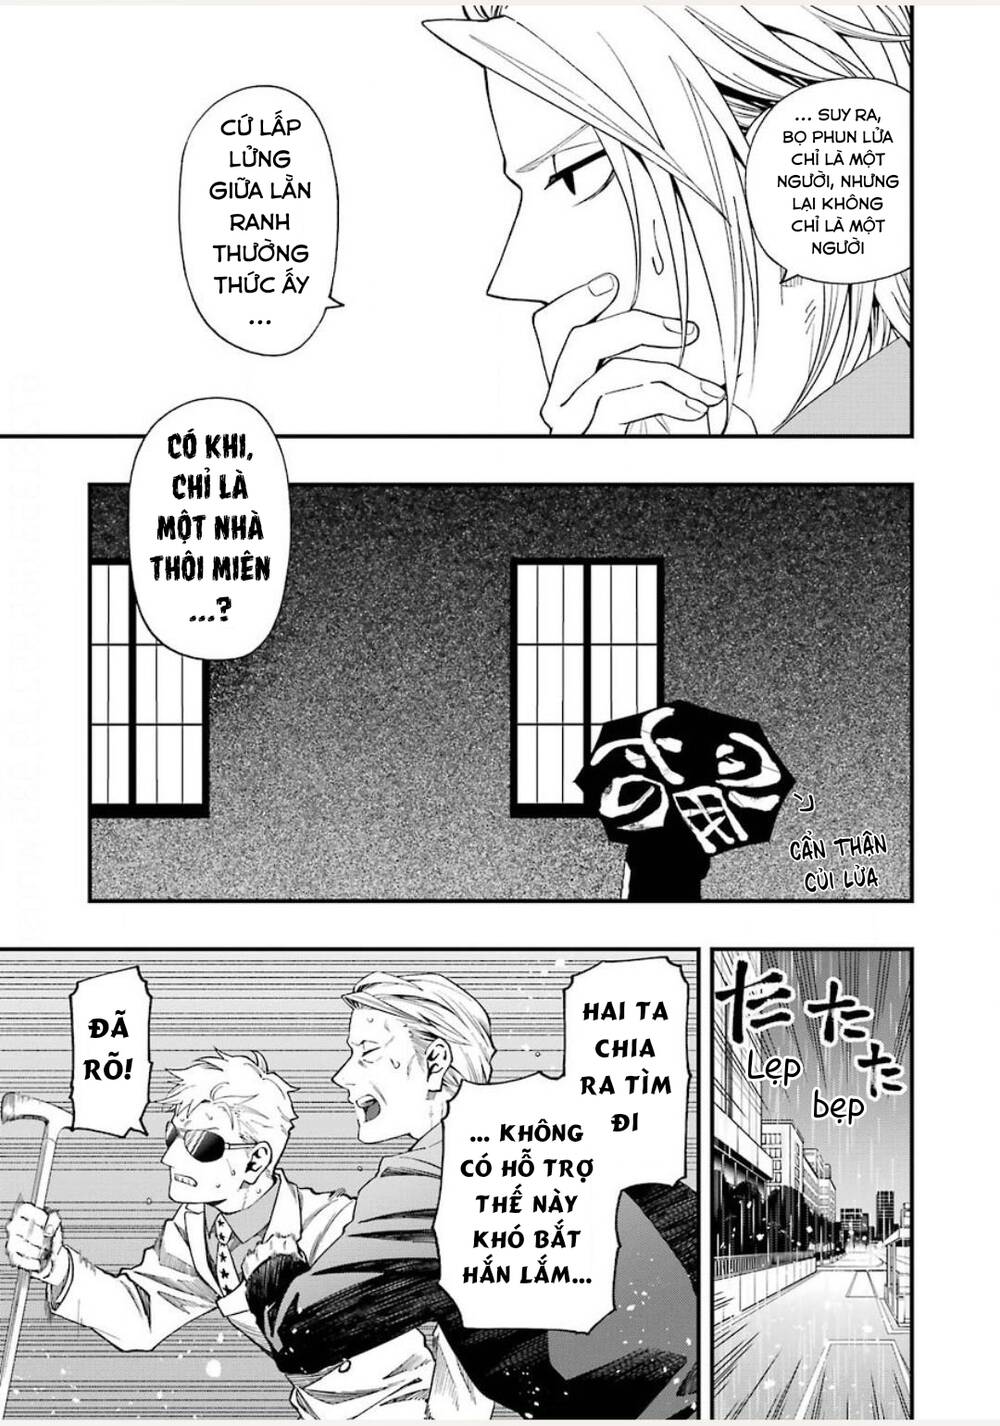 ... SUY RA,
BỌ PHUN LỬA
CHỈ LÀ MỘT
NGƯỜI, NHƯNG
LẠI KHÔNG
CHỈ LÀ MỘT
NGƯỜI
CỨ LẤP
LỬNG
GIỮA LẰN
RANH
THƯỜNG
THỨC ẤY
...
CÓ KHI,
CHỈ LÀ
MỘT NHÀ
THÔI MIÊN
...?
CẨN THẬN
CỦI LỬA
だたた
Lẹp
bẹp
HAI TA
CHIA
RA TÌM
ĐI
... KHÔNG
CÓ HỖ TRỢ
THẾ NÀY
KHÓ BẮT
HẮN LẮM...
ĐÃ
RÕ!